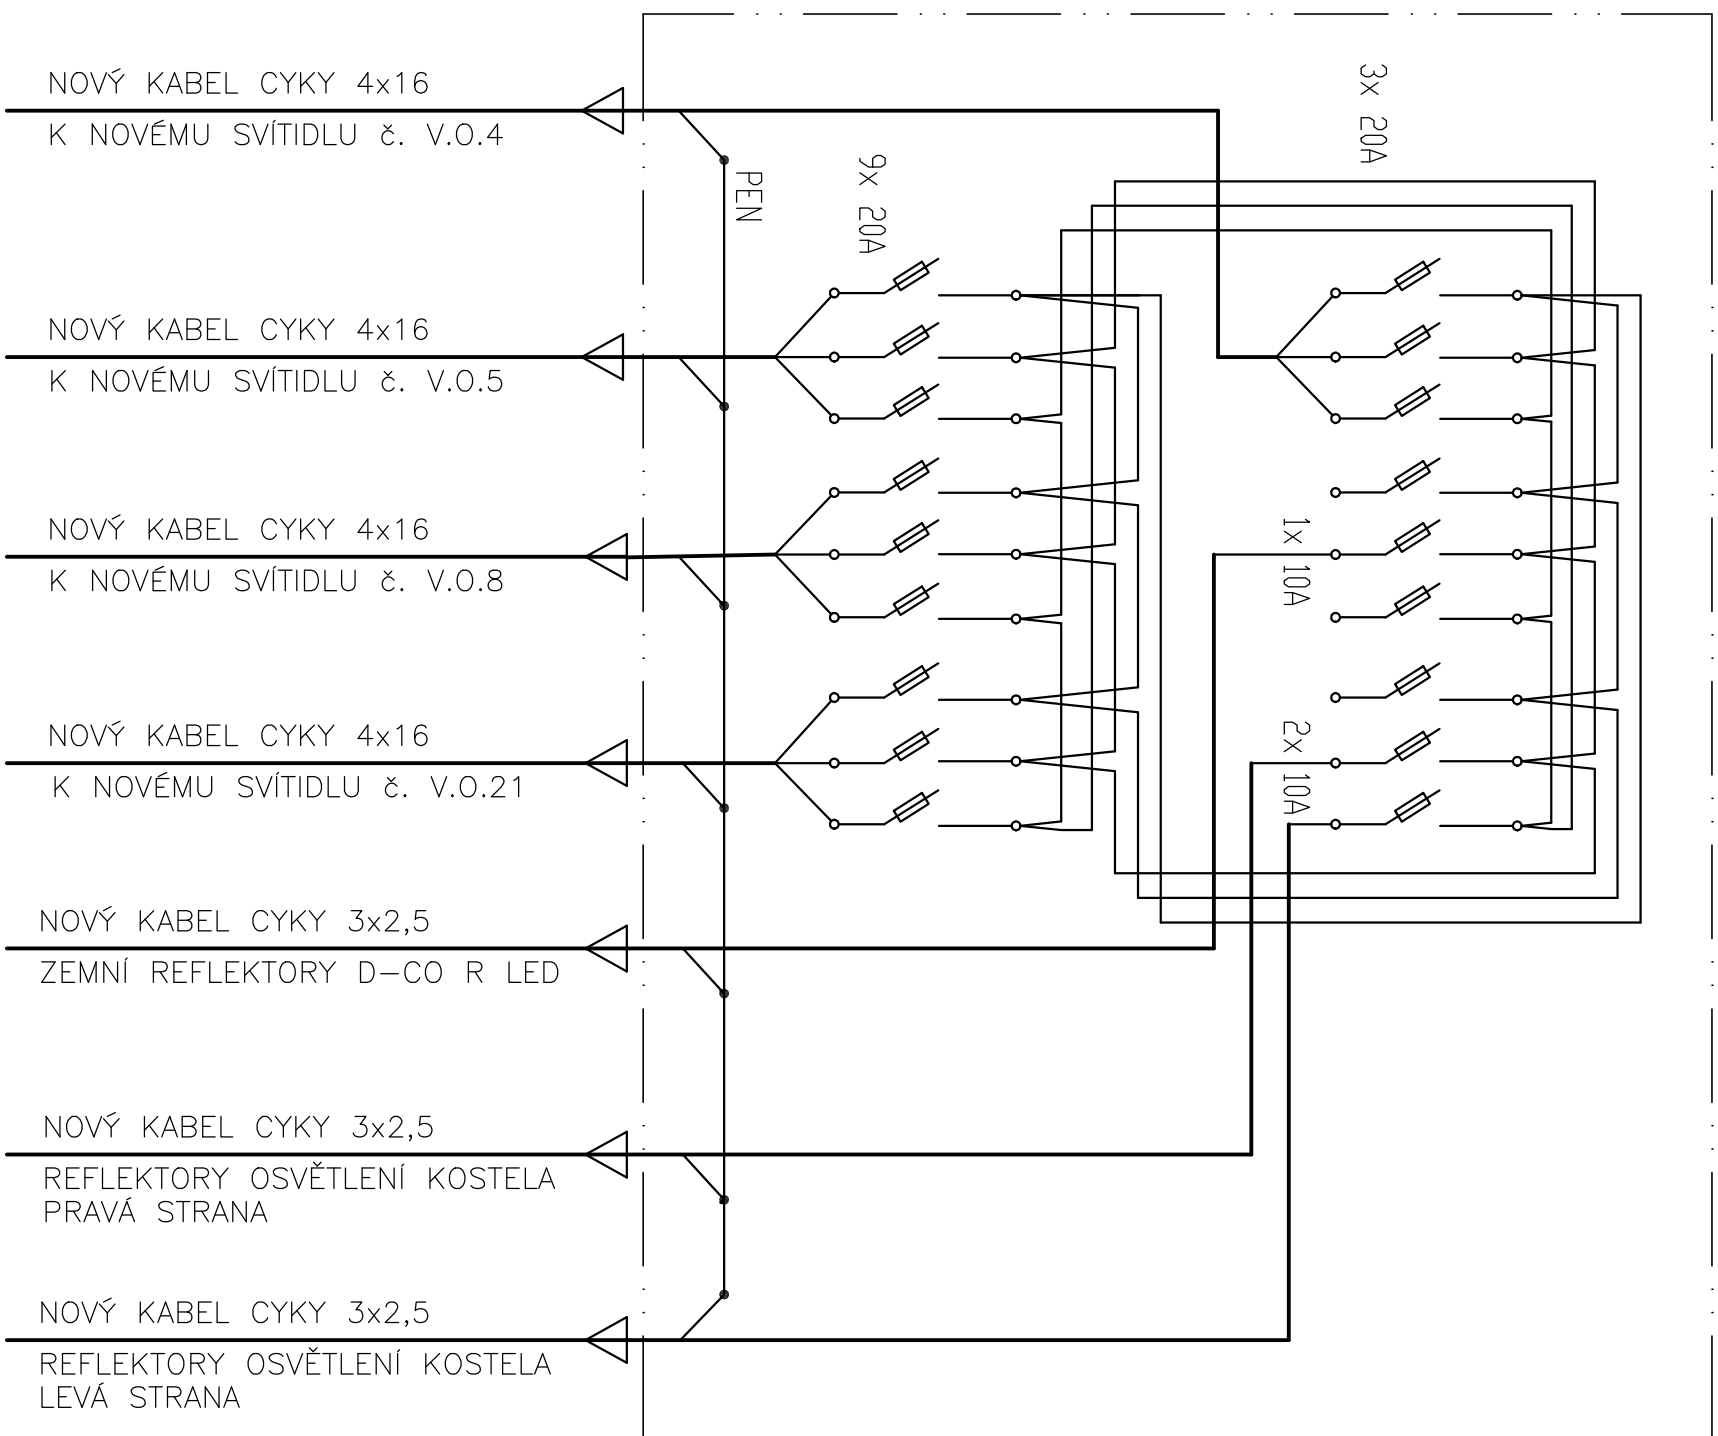 NOVÝ KABEL CYKY 4x16
K NOVÉMU SVÍTIDLU č. V.O.4
3x 20A
PEN
9x 20A
NOVÝ KABEL CYKY 4x16
K NOVÉMU SVÍTIDLU č. V.O.5
NOVÝ KABEL CYKY 4x16
K NOVÉMU SVÍTIDLU č. V.O.8
1x 10A
NOVÝ KABEL CYKY 4x16
K NOVÉMU SVÍTIDLU č. V.O.21
2x 10A
NOVÝ KABEL CYKY 3x2,5
ZEMNÍ REFLEKTORY D-CO R LED
NOVÝ KABEL CYKY 3x2,5
REFLEKTORY OSVĚTLENÍ KOSTELA
PRAVÁ STRANA
NOVÝ KABEL CYKY 3x2,5
REFLEKTORY OSVĚTLENÍ KOSTELA
LEVÁ STRANA